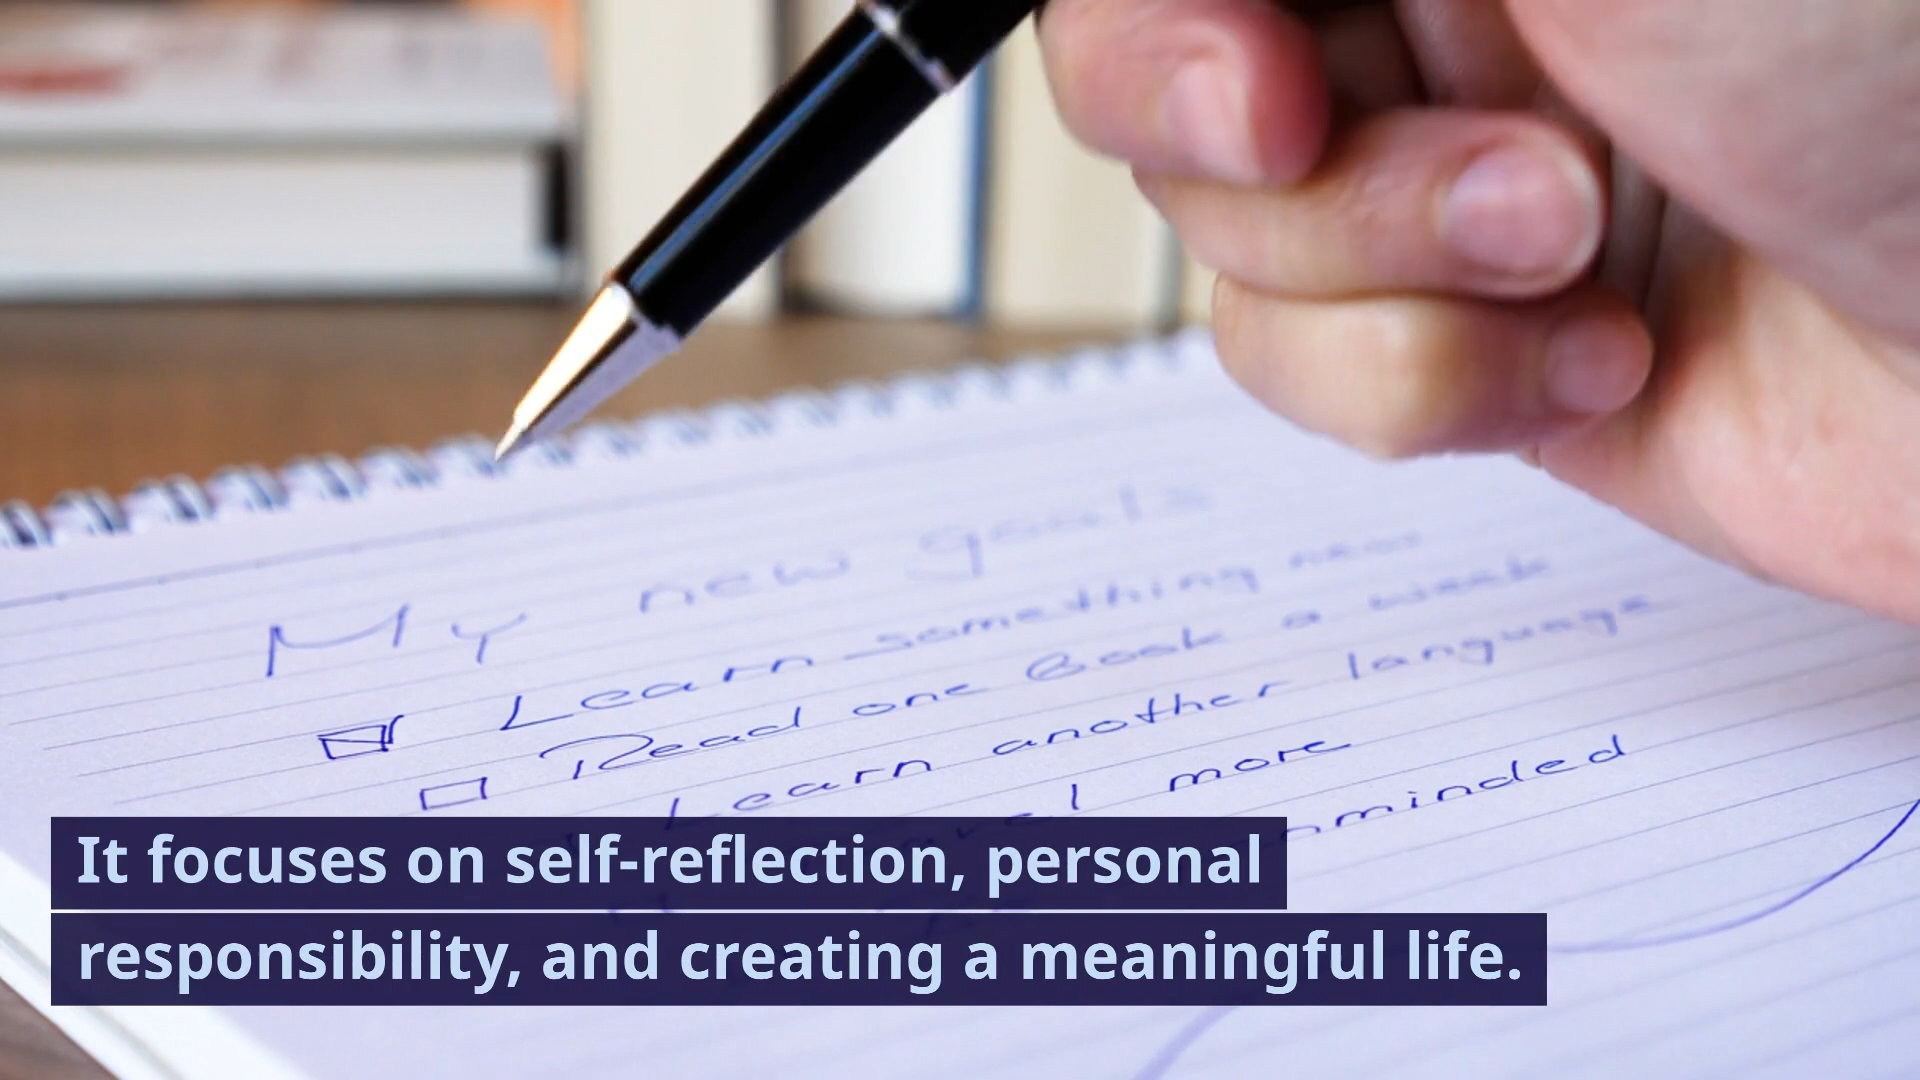 My new goals
Learn something new
Read one Book a week
Learn another language
more
It focuses on self-reflection, personal
responsibility, and creating a meaningful life.